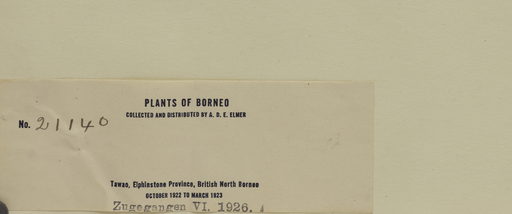 PLANTS OF BORNEO
COLLECTED AND DISTRIBUTED BY A. D. E. ELMER
No. 21140
Tawao, Elphinstone Province, British North Borneo
OCTOBER 1922 TO MARCH 1923
Zugegangen VI. 1926.